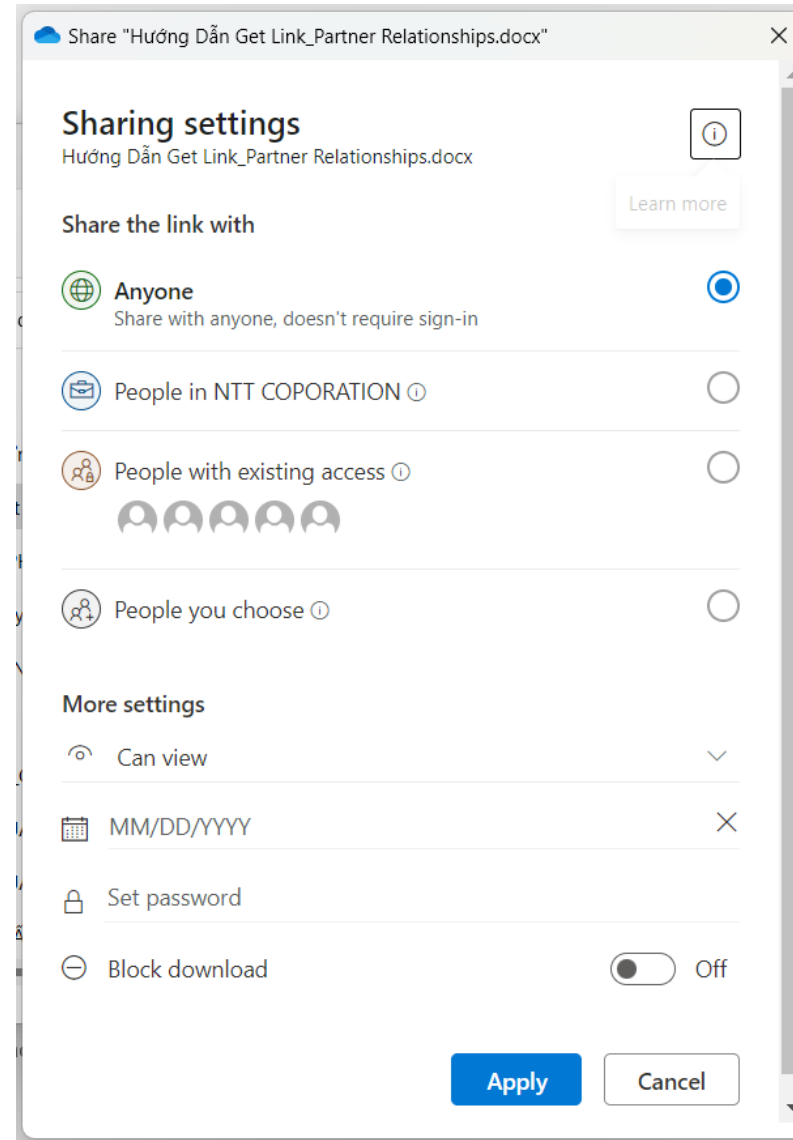 Share "Hướng Dẫn Get Link_Partner Relationships.docx"
Sharing settings
Hướng Dẫn Get Link_Partner Relationships.docx
Learn more
Share the link with
Anyone
Share with anyone, doesn't require sign-in
People in NTT COPORATION
People with existing access
People you choose
More settings
Can view
MM/DD/YYYY
Set password
Block download
Off
Apply
Cancel